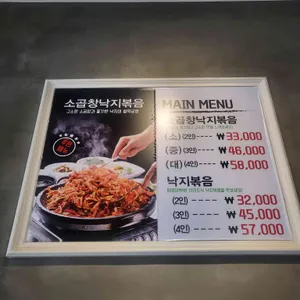 소곱창낙지볶음
MAIN MENU
소곱창낙지볶음
(소) (2인) ---- ₩ 33,000
(중) (3인) ---- ₩ 46,000
(대) (4인) ---- ₩ 58,000
낙지볶음
(2인) ---- ₩ 32,000
(3인) ---- ₩ 45,000
(4인) ---- ₩ 57,000